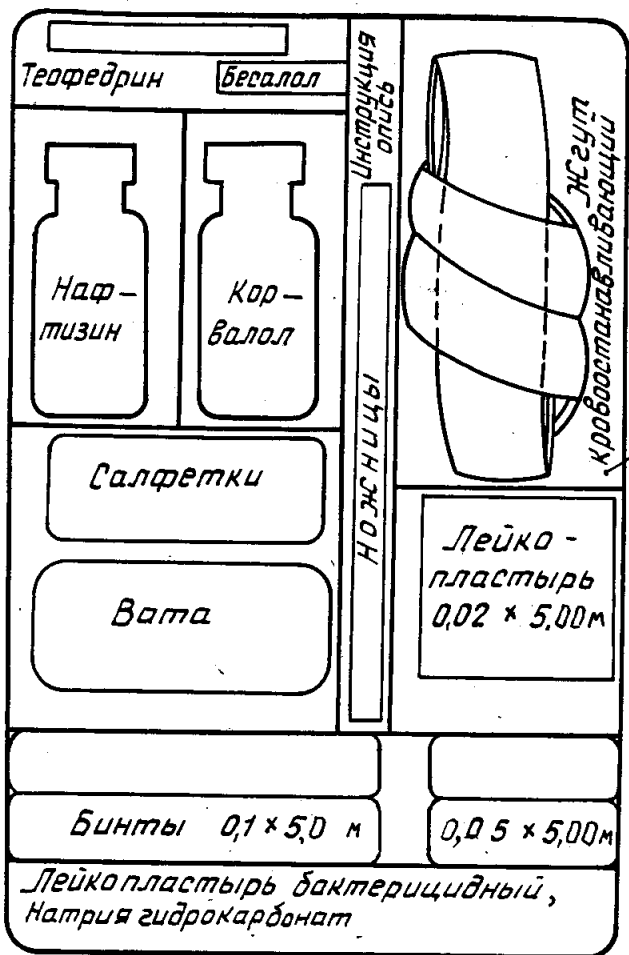 Теофедрин
Бесалол
Инструкция
опись
Жгут
кровоостанавливающий
Наф-
тизин
Кор-
валол
Ножницы
Салфетки
Вата
Лейко-
пластырь
0,02 × 5,00м
Бинты 0,1 × 5,0 м
0,05 × 5,00м
Лейкопластырь бактерицидный,
Натрия гидрокарбонат